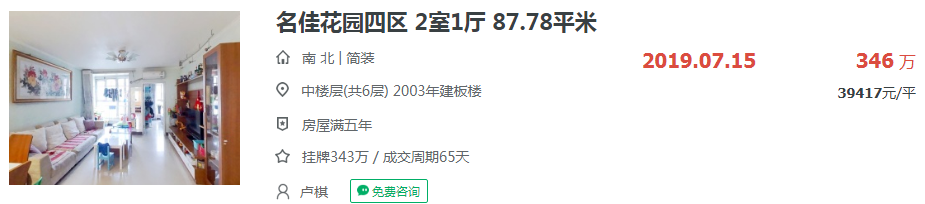 名佳花园四区 2室1厅 87.78平米
南 北 | 简装
2019.07.15
346 万
中楼层(共6层) 2003年建板楼
39417元/平
房屋满五年
挂牌343万 / 成交周期65天
卢棋
免费咨询